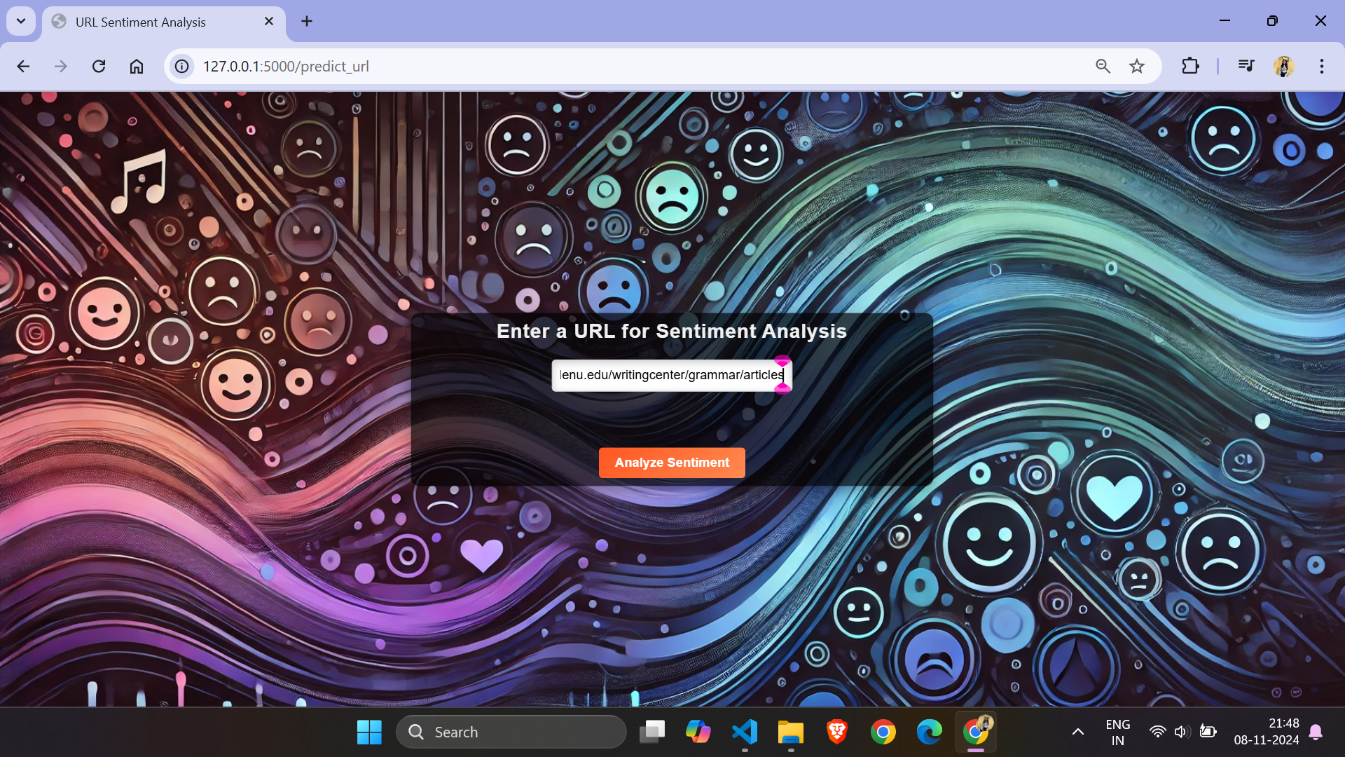 URL Sentiment Analysis
127.0.0.1:5000/predict_url
Enter a URL for Sentiment Analysis
lenu.edu/writingcenter/grammar/articles
Analyze Sentiment
Search
ENG
IN
21:48
08-11-2024